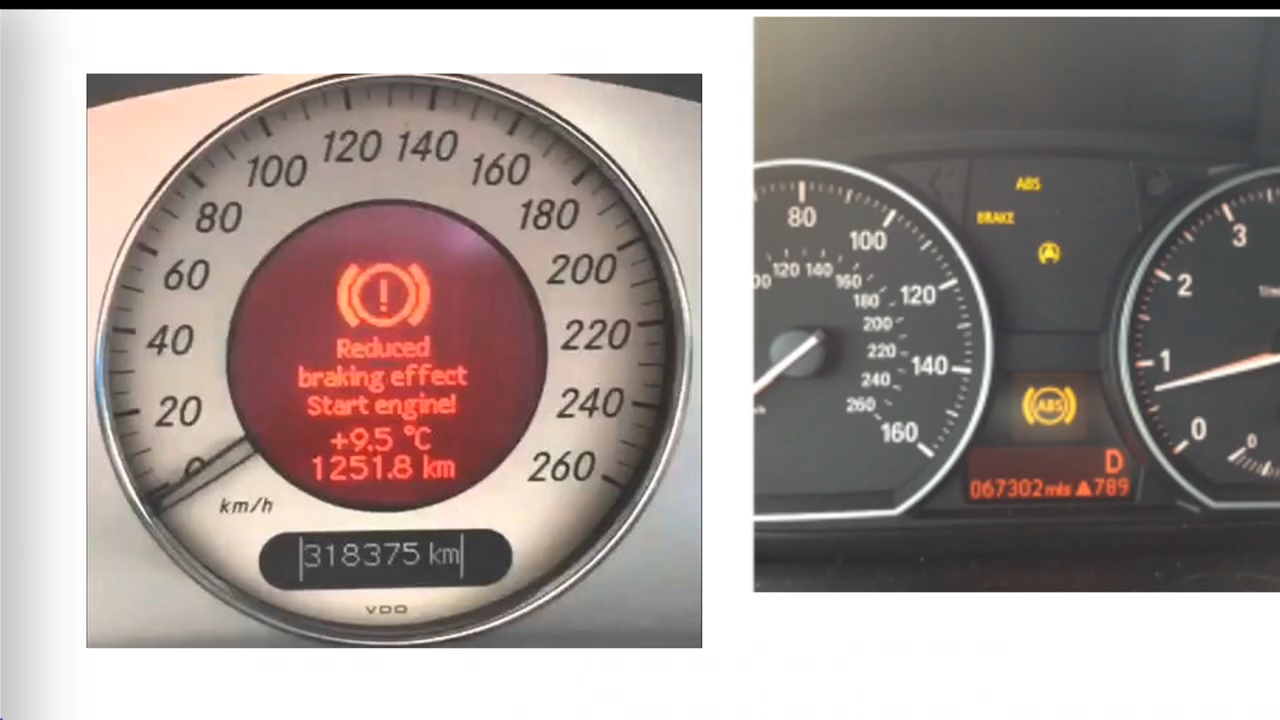 120 140
100 160
80 180
60 200
40 220
20 240
0 260
!
Reduced
braking effect
Start engine!
+9.5 °C
1251.8 km
km/h
318375 km
VDO
ABS
BRAKE
A
80
100
120
140
160
120 140
160
180
200
220
240
260
ABS
D
067302 mls ▲789
3
2
1
0
0